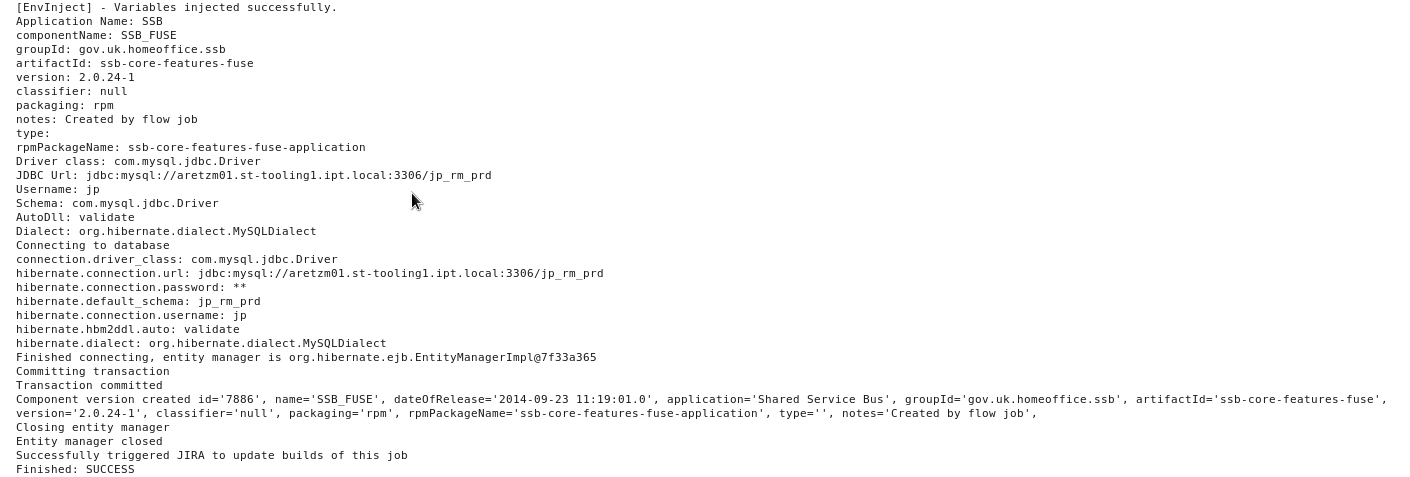 [EnvInject] - Variables injected successfully.
Application Name: SSB
componentName: SSB_FUSE
groupId: gov.uk.homeoffice.ssb
artifactId: ssb-core-features-fuse
version: 2.0.24-1
classifier: null
packaging: rpm
notes: Created by flow job
type:
rpmPackageName: ssb-core-features-fuse-application
Driver class: com.mysql.jdbc.Driver
JDBC Url: jdbc:mysql://aretzm01.st-tooling1.ipt.local:3306/jp_rm_prd
Username: jp
Schema: com.mysql.jdbc.Driver
AutoDll: validate
Dialect: org.hibernate.dialect.MySQLDialect
Connecting to database
connection.driver_class: com.mysql.jdbc.Driver
hibernate.connection.url: jdbc:mysql://aretzm01.st-tooling1.ipt.local:3306/jp_rm_prd
hibernate.connection.password: **
hibernate.default_schema: jp_rm_prd
hibernate.connection.username: jp
hibernate.hbm2ddl.auto: validate
hibernate.dialect: org.hibernate.dialect.MySQLDialect
Finished connecting, entity manager is org.hibernate.ejb.EntityManagerImpl@7f33a365
Committing transaction
Transaction committed
Component version created id='7886', name='SSB_FUSE', dateOfRelease='2014-09-23 11:19:01.0', application='Shared Service Bus', groupId='gov.uk.homeoffice.ssb', artifactId='ssb-core-features-fuse',
version='2.0.24-1', classifier='null', packaging='rpm', rpmPackageName='ssb-core-features-fuse-application', type='', notes='Created by flow job',
Closing entity manager
Entity manager closed
Successfully triggered JIRA to update builds of this job
Finished: SUCCESS